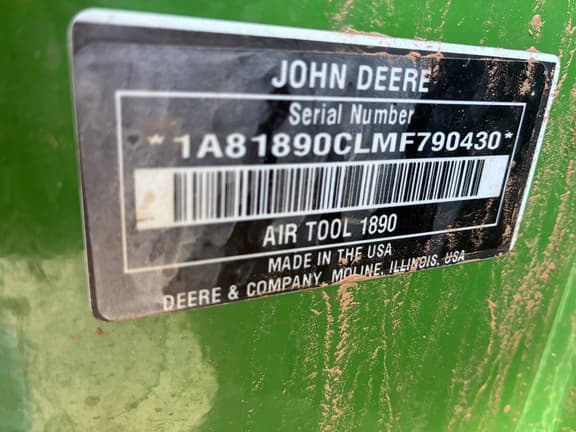 JOHN DEERE
Serial Number
*1A81890CLMF790430*
AIR TOOL 1890
MADE IN THE USA
DEERE & COMPANY, MOLINE, ILLINOIS, USA